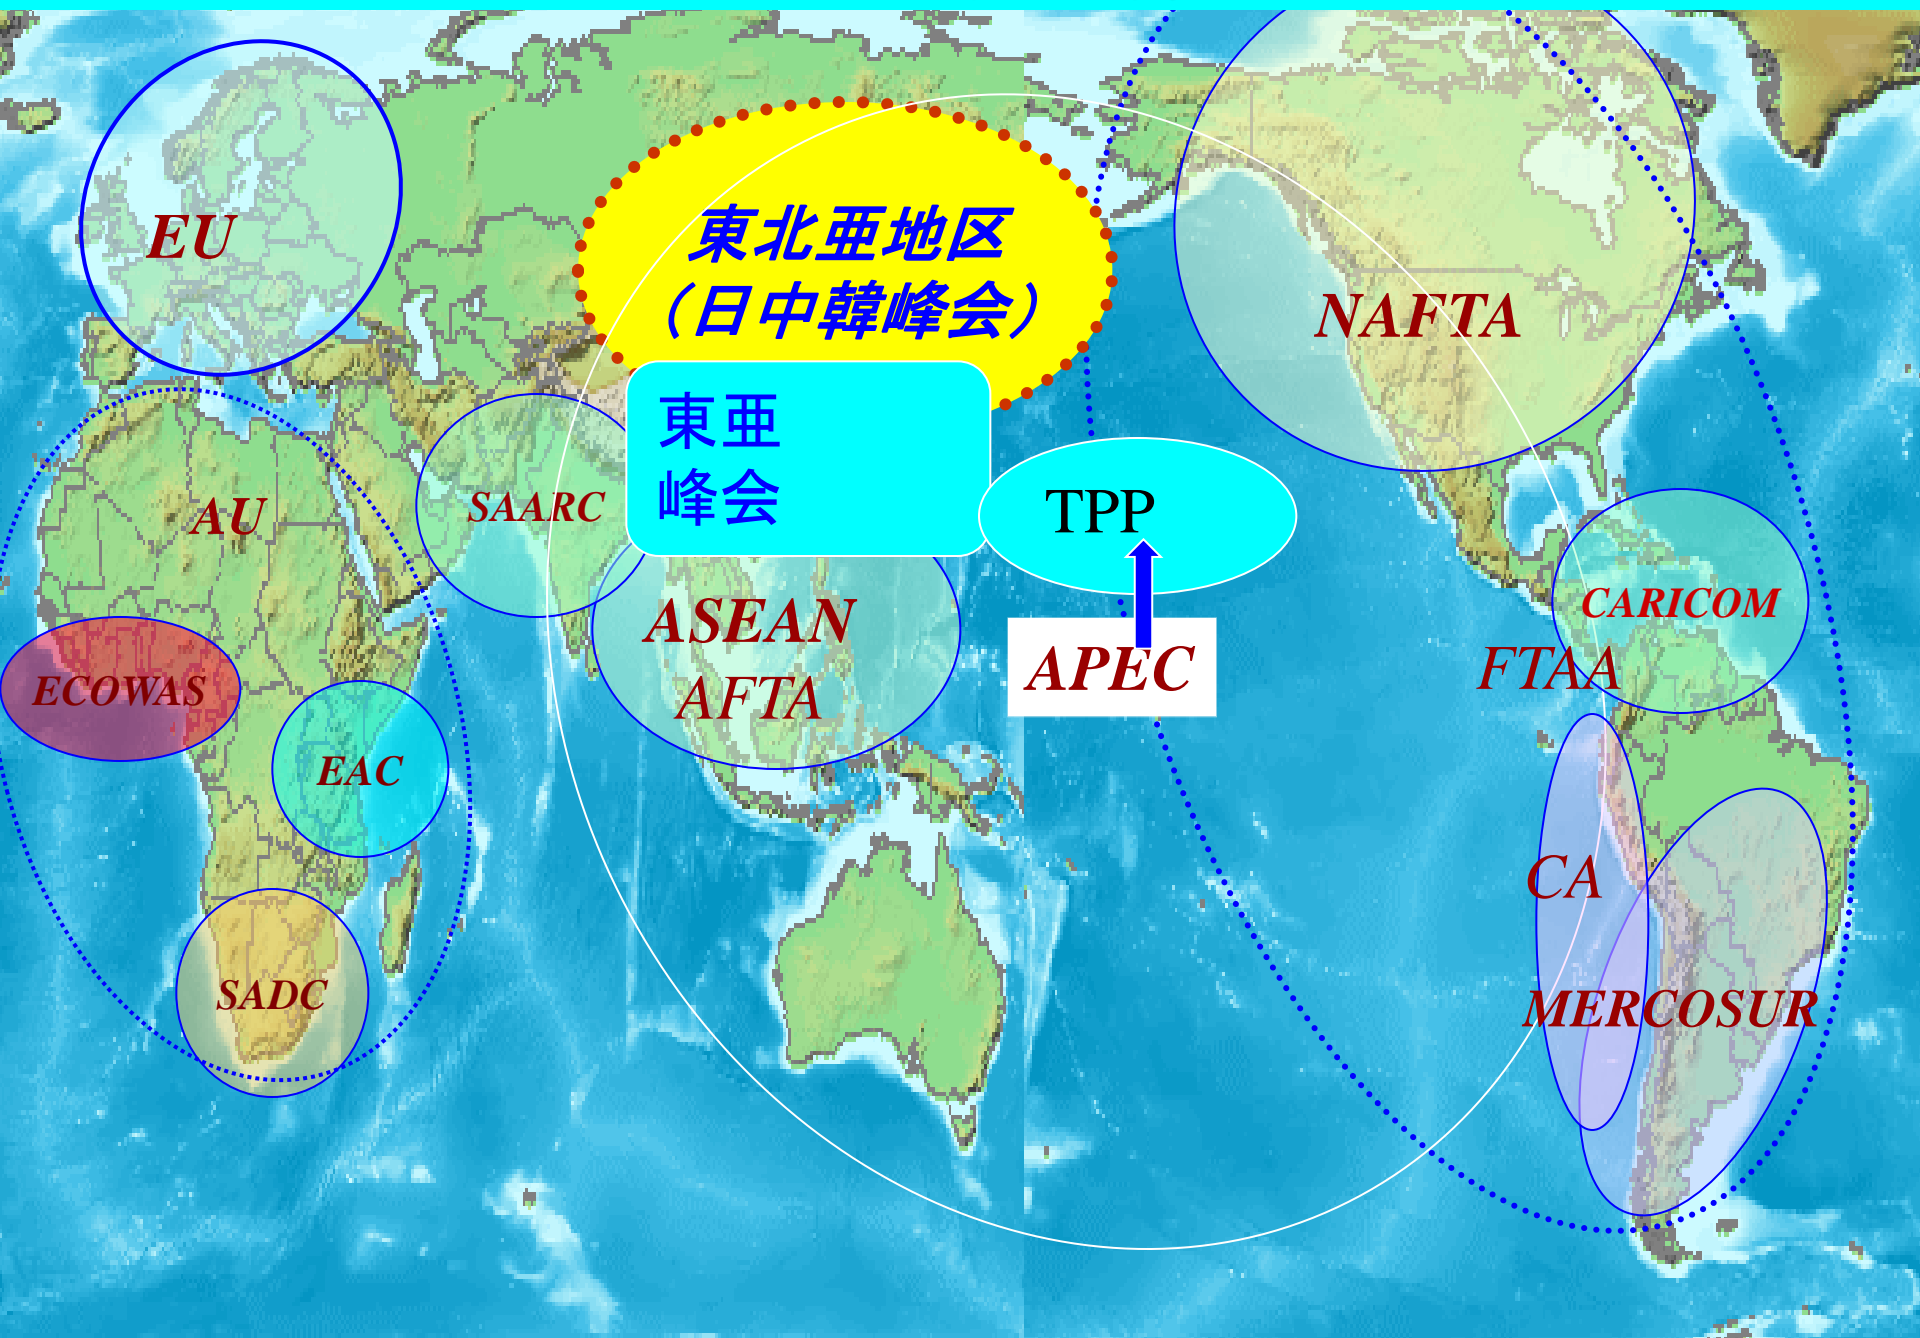 EU
東北亜地区
（日中韓峰会）
NAFTA
東亜
峰会
AU
SAARC
TPP
ASEAN
AFTA
APEC
CARICOM
FTAA
ECOWAS
EAC
CA
SADC
MERCOSUR